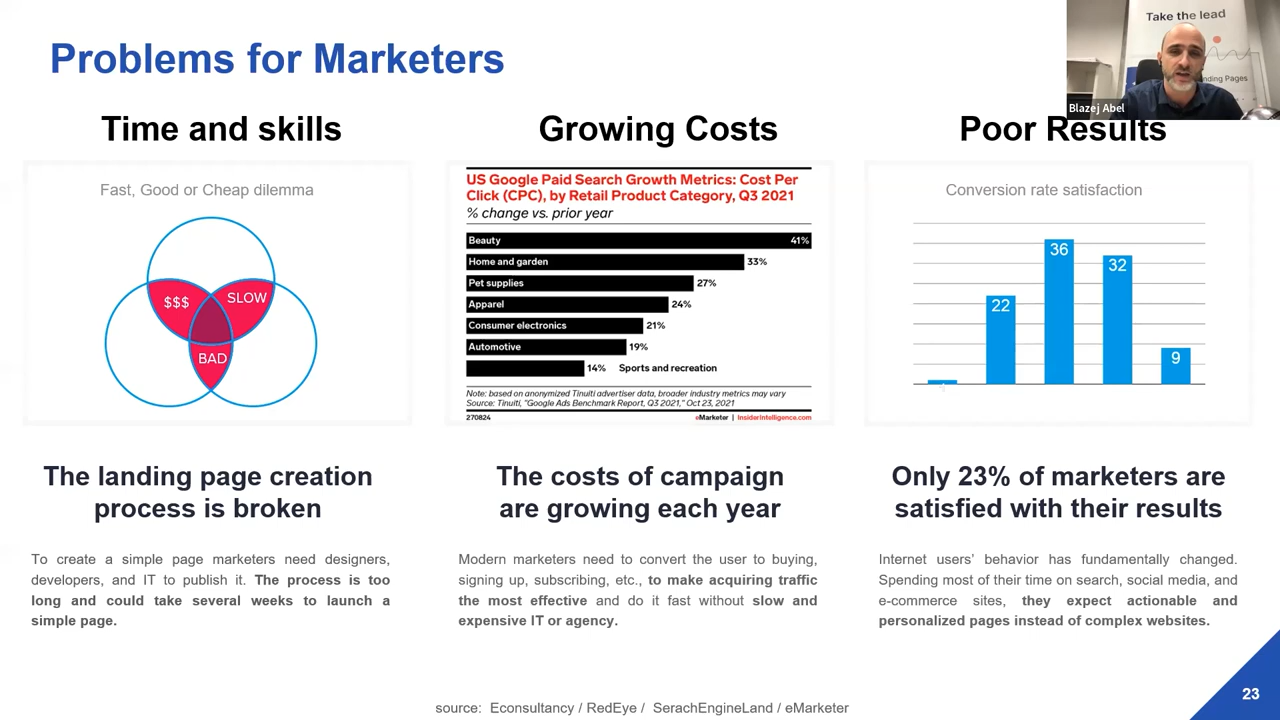 Problems for Marketers
Take the lead
nding Pages
Blazej Abel
Time and skills
Fast, Good or Cheap dilemma
$$$
SLOW
BAD
The landing page creation
process is broken
To create a simple page marketers need designers,
developers, and IT to publish it. The process is too
long and could take several weeks to launch a
simple page.
Growing Costs
US Google Paid Search Growth Metrics: Cost Per
Click (CPC), by Retail Product Category, Q3 2021
% change vs. prior year
Beauty 41%
Home and garden 33%
Pet supplies 27%
Apparel 24%
Consumer electronics 21%
Automotive 19%
14% Sports and recreation
Note: based on anonymized Tinuiti advertiser data, broader industry metrics may vary
Source: Tinuiti, "Google Ads Benchmark Report, Q3 2021," Oct 23, 2021
270824 eMarketer | InsiderIntelligence.com
The costs of campaign
are growing each year
Modern marketers need to convert the user to buying,
signing up, subscribing, etc., to make acquiring traffic
the most effective and do it fast without slow and
expensive IT or agency.
Poor Results
Conversion rate satisfaction
22
36
32
9
Only 23% of marketers are
satisfied with their results
Internet users' behavior has fundamentally changed.
Spending most of their time on search, social media, and
e-commerce sites, they expect actionable and
personalized pages instead of complex websites.
source: Econsultancy / RedEye / SerachEngineLand / eMarketer
23